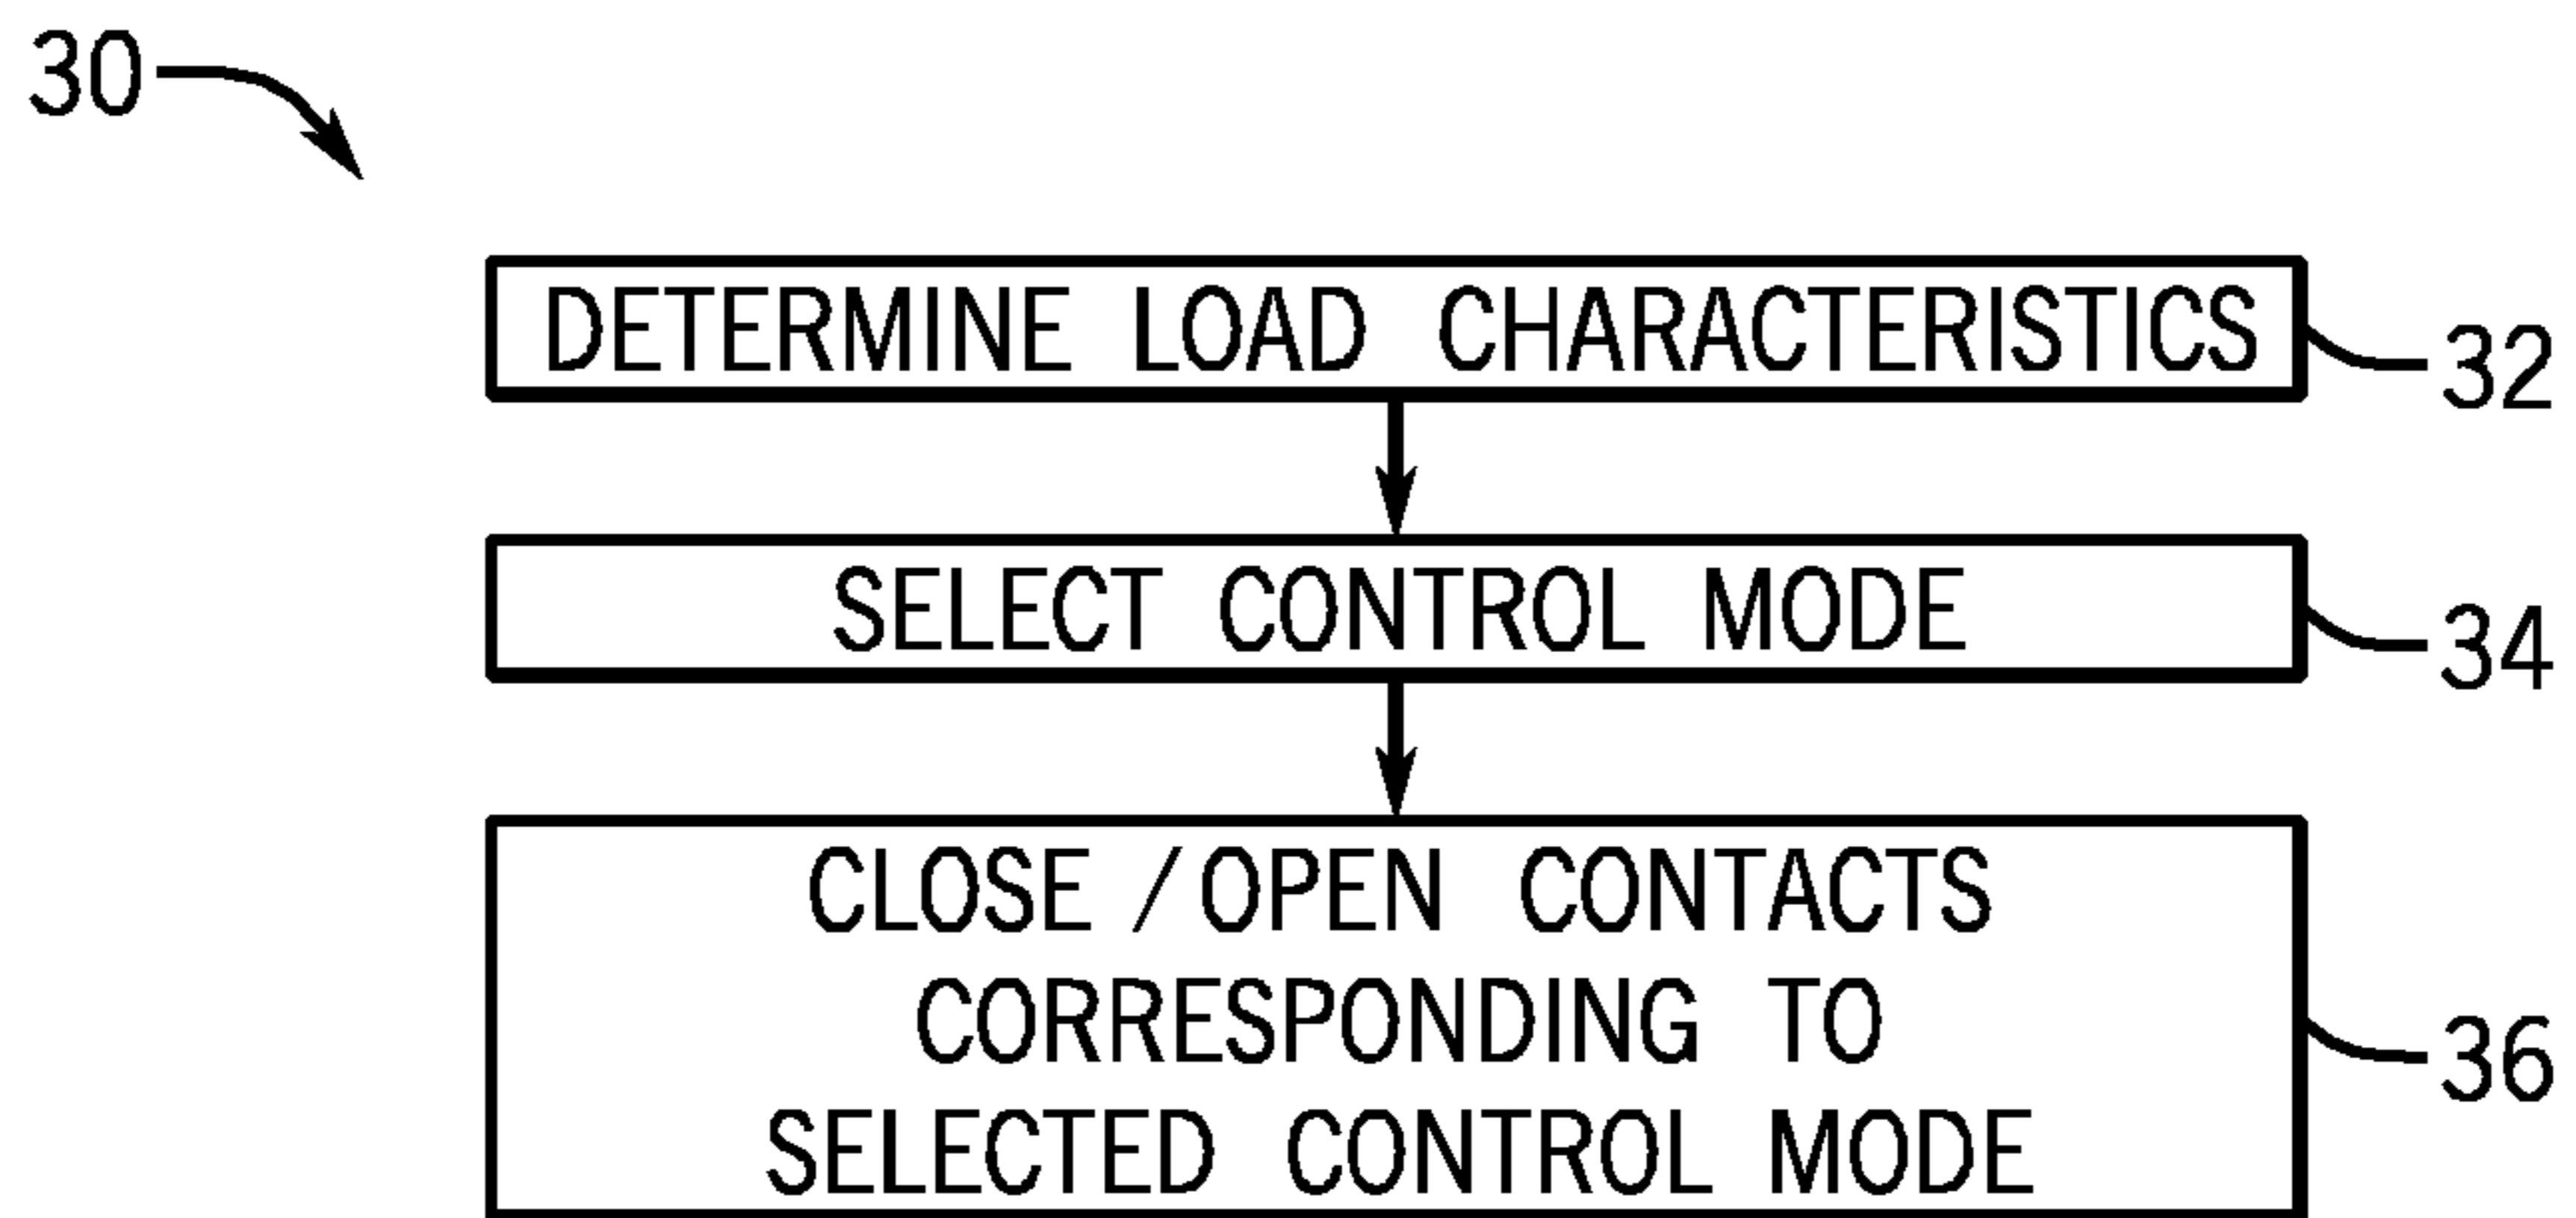 30
DETERMINE LOAD CHARACTERISTICS
32
SELECT CONTROL MODE
34
CLOSE / OPEN CONTACTS
CORRESPONDING TO
SELECTED CONTROL MODE
36